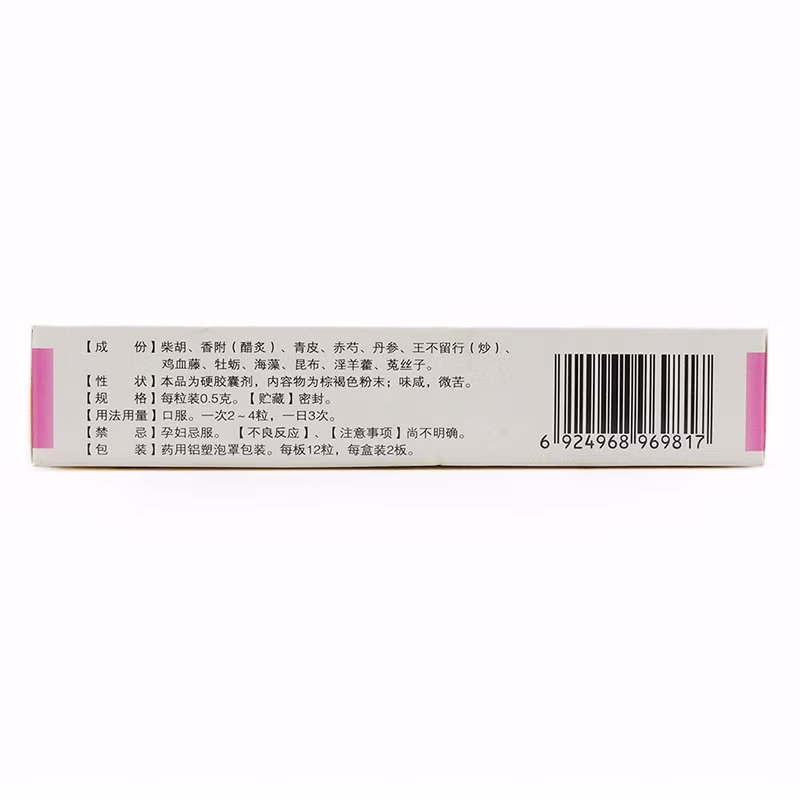 【成　份】柴胡、香附（醋炙）、青皮、赤芍、丹参、王不留行（炒）、
鸡血藤、牡蛎、海藻、昆布、淫羊藿、菟丝子。
【性　状】本品为硬胶囊剂，内容物为棕褐色粉末；味咸，微苦。
【规　格】每粒装0.5克。【贮藏】密封。
【用法用量】口服。一次2～4粒，一日3次。
【禁　忌】孕妇忌服。【不良反应】、【注意事项】尚不明确。
【包　装】药用铝塑泡罩包装。每板12粒，每盒装2板。
6 924968 969817